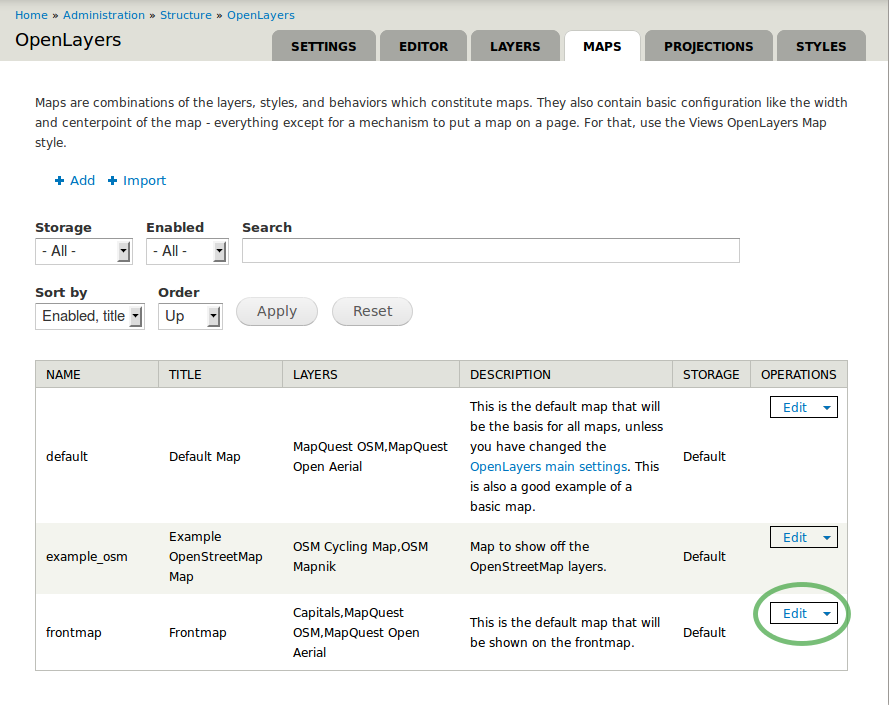 Home » Administration » Structure » OpenLayers
OpenLayers
SETTINGS EDITOR LAYERS MAPS PROJECTIONS STYLES
Maps are combinations of the layers, styles, and behaviors which constitute maps. They also contain basic configuration like the width
and centerpoint of the map - everything except for a mechanism to put a map on a page. For that, use the Views OpenLayers Map
style.
Add Import
Storage Enabled Search
- All - - All -
Sort by Order
Enabled, title Up Apply Reset
NAME TITLE LAYERS DESCRIPTION STORAGE OPERATIONS
default
Default Map
MapQuest OSM,MapQuest
Open Aerial
This is the default map that will
be the basis for all maps, unless
you have changed the
OpenLayers main settings. This
is also a good example of a
basic map.
Default
Edit
example_osm
Example
OpenStreetMap
Map
OSM Cycling Map,OSM
Mapnik
Map to show off the
OpenStreetMap layers.
Default
Edit
frontmap
Frontmap
Capitals,MapQuest
OSM,MapQuest Open
Aerial
This is the default map that will
be shown on the frontmap.
Default
Edit